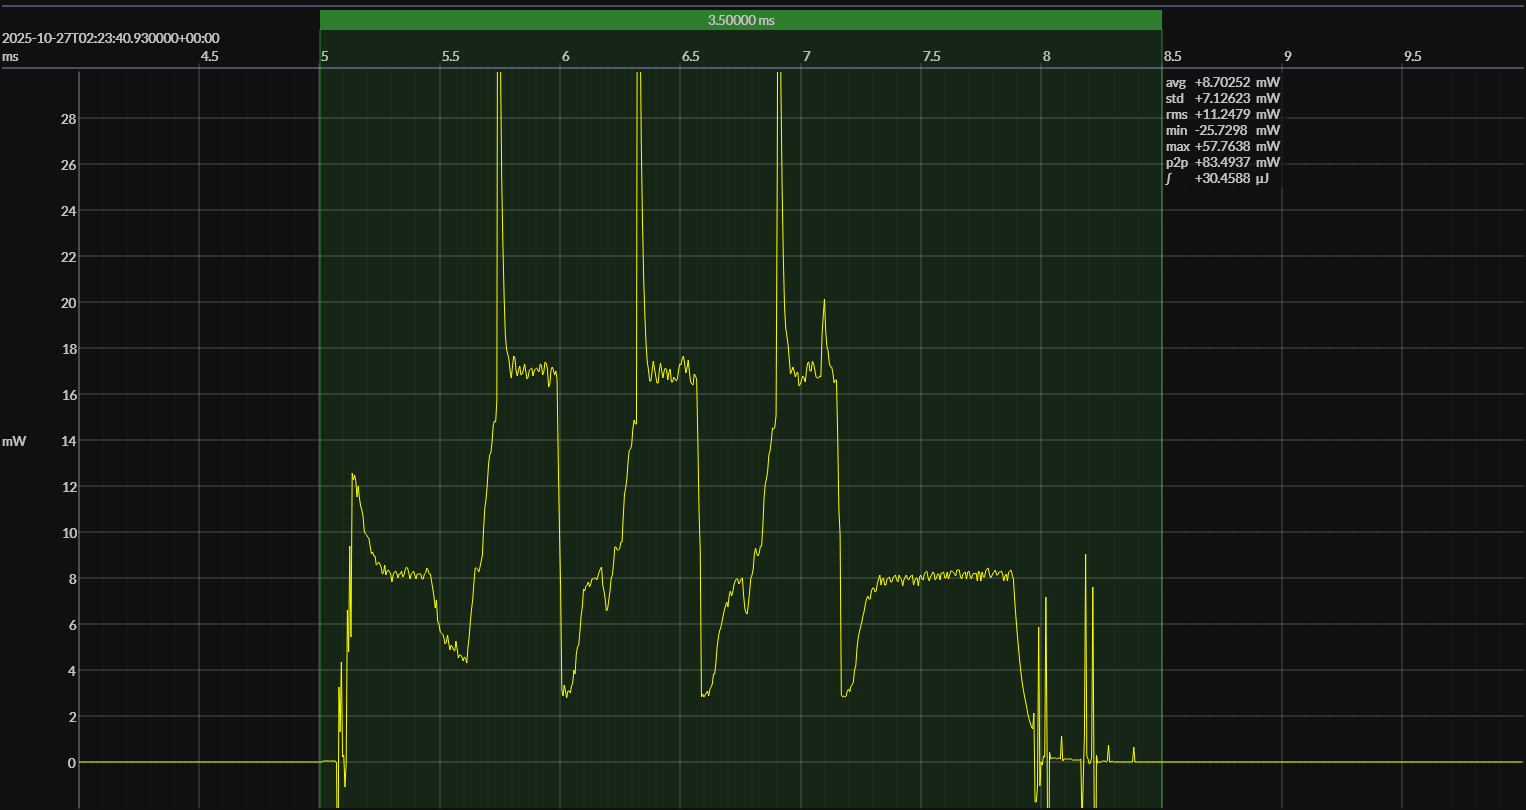 3.50000 ms
2025-10-27T02:23:40.930000+00:00
ms 4.5 5 5.5 6 6.5 7 7.5 8 8.5 9 9.5
avg +8.70252 mW
std +7.12623 mW
rms +11.2479 mW
min -25.7298 mW
max +57.7638 mW
p2p +83.4937 mW
∫ +30.4588 µJ
28
26
24
22
20
18
16
mW 14
12
10
8
6
4
2
0